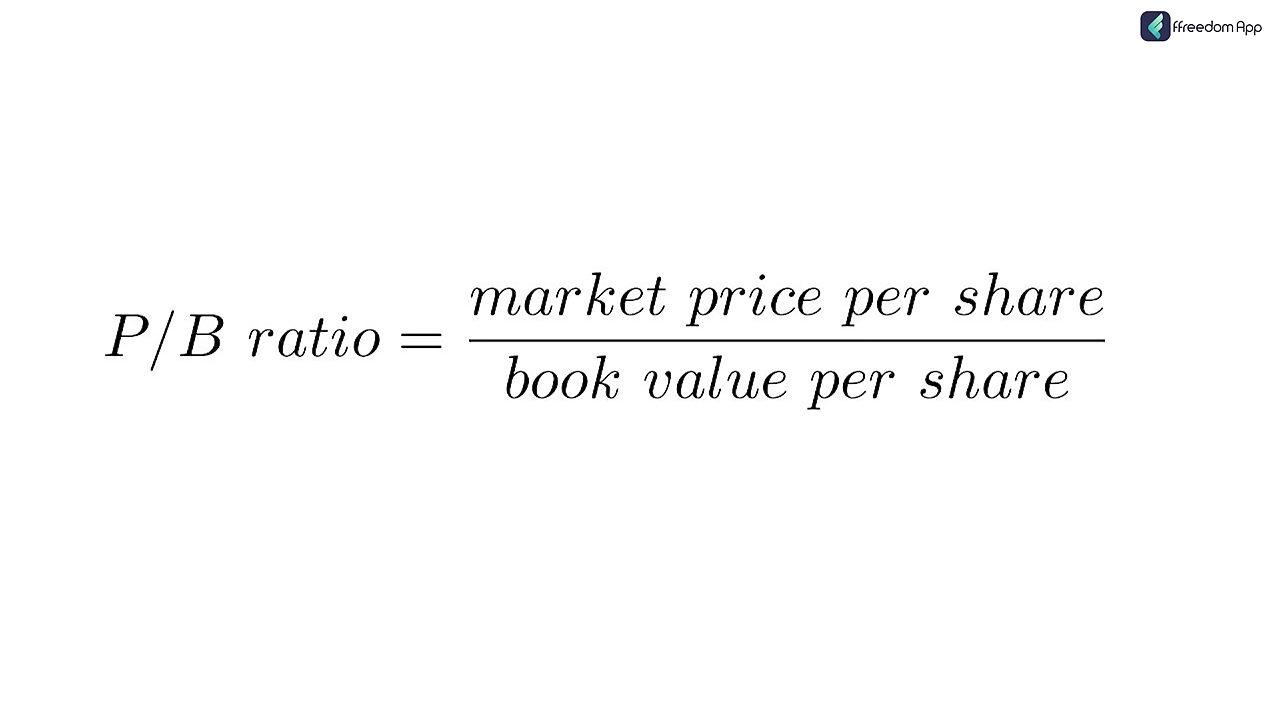 ffreedom App
P/B ratio = market price per share
book value per share